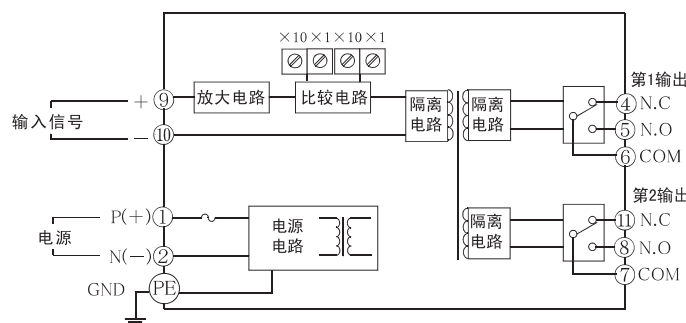 ×10 ×1 ×10 ×1
第1输出
+ ⑨ 放大电路 比较电路 隔离电路 隔离电路 ④ N.C
输入信号
⑤ N.O
− ⑩
⑥ COM
第2输出
P(+) ① 电源电路 隔离电路 ⑪ N.C
电源
⑧ N.O
N(−) ②
⑦ COM
GND PE